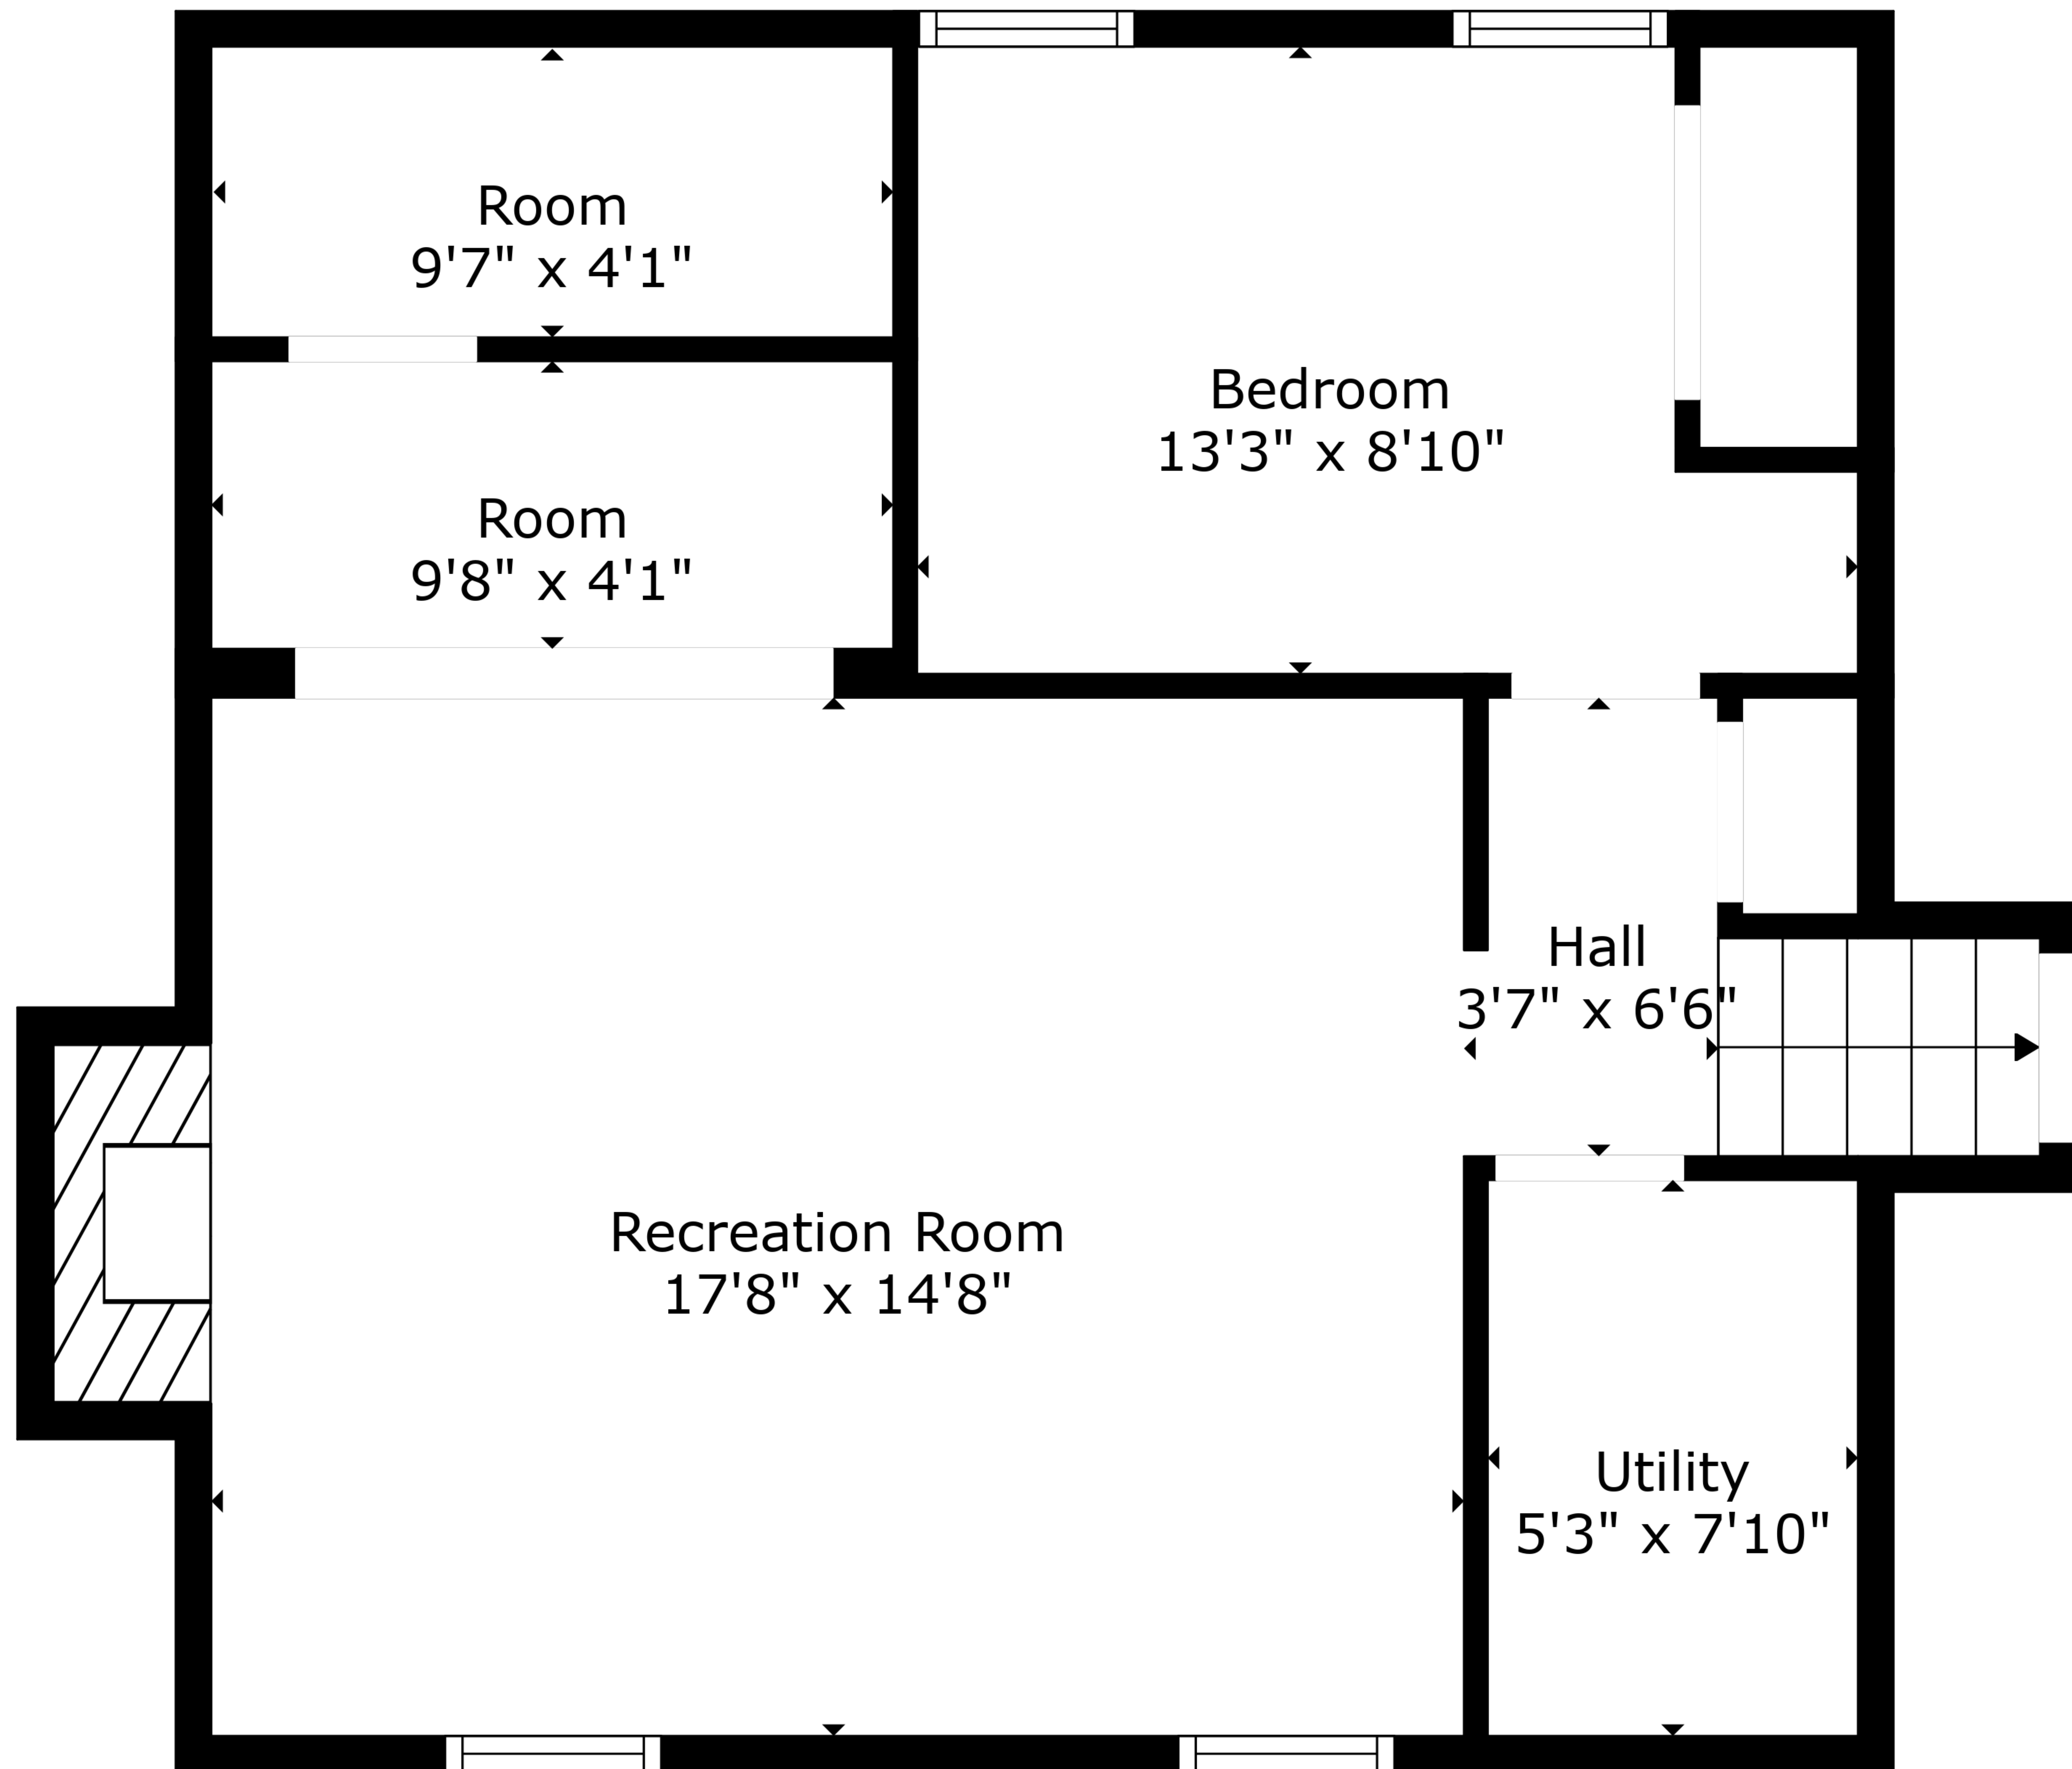 Room
9'7" x 4'1"
Bedroom
13'3" x 8'10"
Room
9'8" x 4'1"
Hall
3'7" x 6'6"
Recreation Room
17'8" x 14'8"
Utility
5'3" x 7'10"